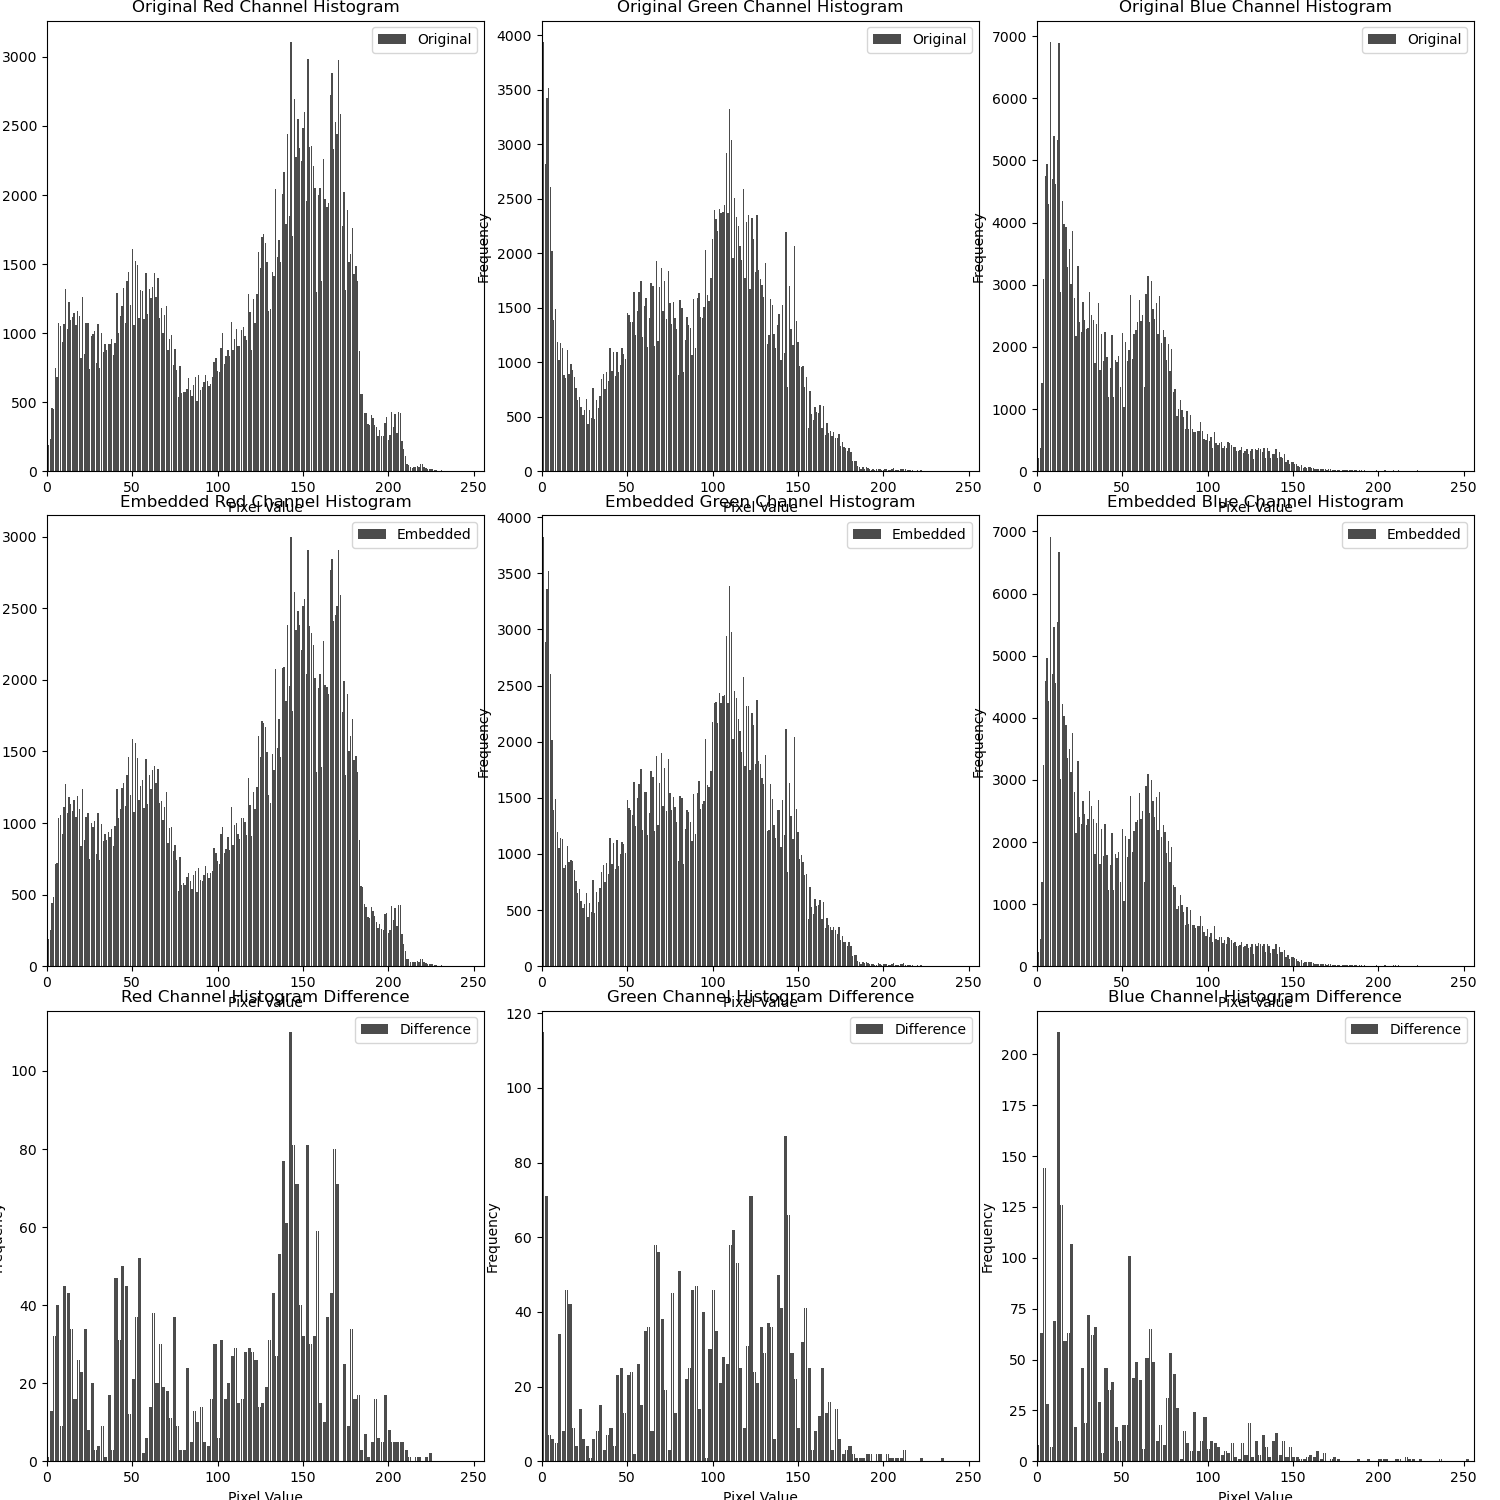 Original Red Channel Histogram
Original Green Channel Histogram
Original Blue Channel Histogram
Original
Original
Original
3000
2500
2000
1500
1000
500
0
4000
3500
3000
2500
2000
1500
1000
500
0
7000
6000
5000
4000
3000
2000
1000
0
Frequency
Frequency
0 50 100 150 200 250
0 50 100 150 200 250
0 50 100 150 200 250
Pixel Value
Pixel Value
Pixel Value
Embedded Red Channel Histogram
Embedded Green Channel Histogram
Embedded Blue Channel Histogram
Embedded
Embedded
Embedded
3000
2500
2000
1500
1000
500
0
4000
3500
3000
2500
2000
1500
1000
500
0
7000
6000
5000
4000
3000
2000
1000
0
Frequency
Frequency
0 50 100 150 200 250
0 50 100 150 200 250
0 50 100 150 200 250
Pixel Value
Pixel Value
Pixel Value
Red Channel Histogram Difference
Green Channel Histogram Difference
Blue Channel Histogram Difference
Difference
Difference
Difference
100
80
60
40
20
0
120
100
80
60
40
20
0
200
175
150
125
100
75
50
25
0
Frequency
Frequency
Frequency
0 50 100 150 200 250
0 50 100 150 200 250
0 50 100 150 200 250
Pixel Value
Pixel Value
Pixel Value